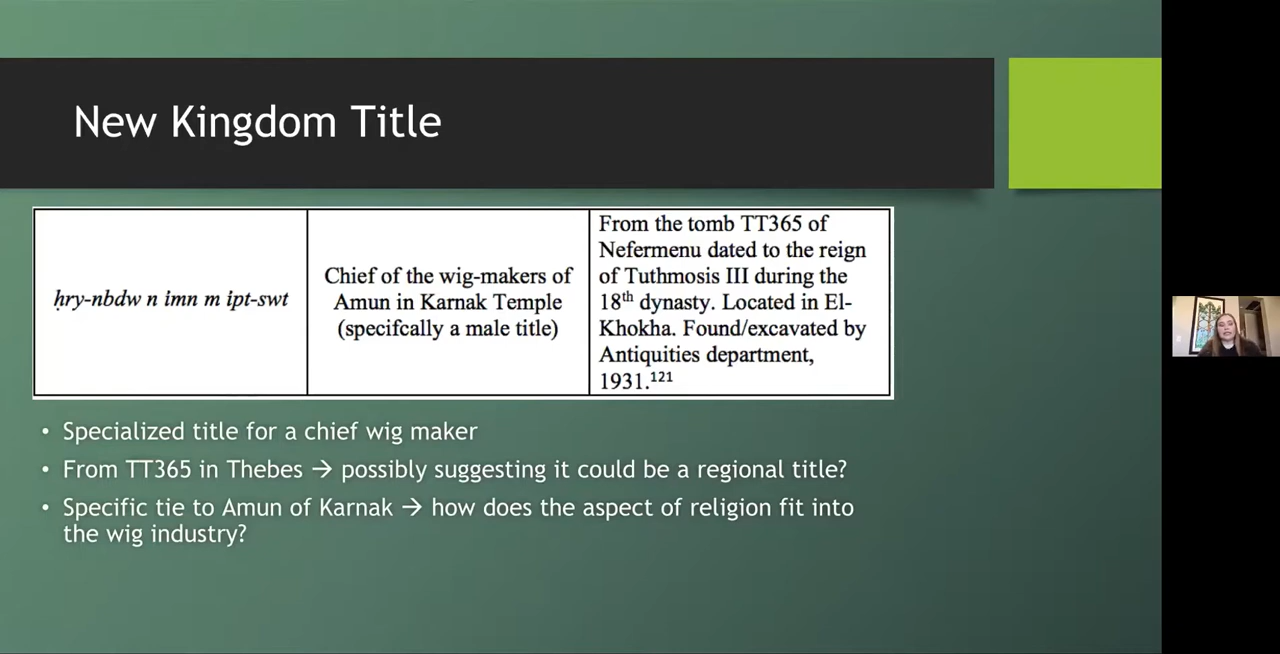 New Kingdom Title
ḥry-nbdw n imn m ipt-swt
Chief of the wig-makers of
Amun in Karnak Temple
(specifcally a male title)
From the tomb TT365 of
Nefermenu dated to the reign
of Tuthmosis III during the
18th dynasty. Located in El-
Khokha. Found/excavated by
Antiquities department,
1931.121
• Specialized title for a chief wig maker
• From TT365 in Thebes → possibly suggesting it could be a regional title?
• Specific tie to Amun of Karnak → how does the aspect of religion fit into
the wig industry?